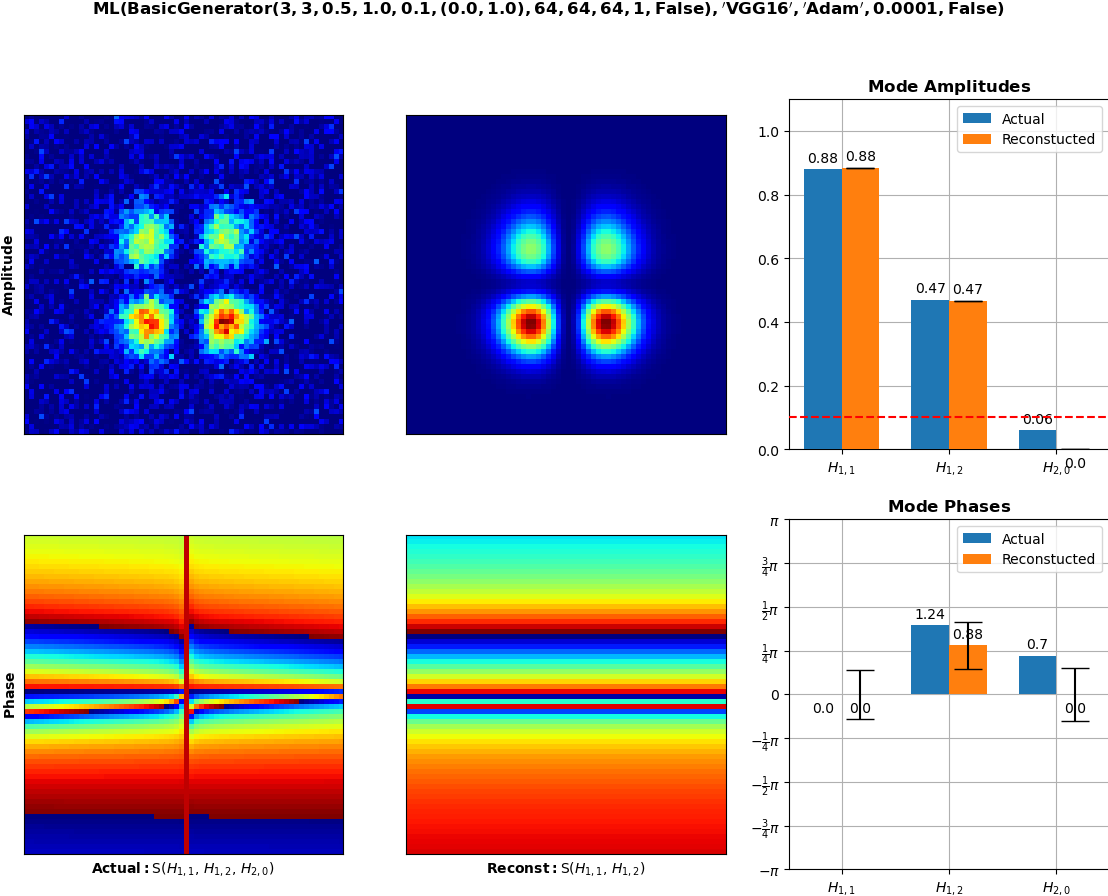 ML(BasicGenerator(3, 3, 0.5, 1.0, 0.1, (0.0, 1.0), 64, 64, 64, 1, False), ′VGG16′, ′Adam′, 0.0001, False)
Mode Amplitudes
Actual
Reconstucted
1.0
0.8
0.6
0.4
0.2
0.0
0.88
0.88
0.47
0.47
0.06
0.0
H1,1
H1,2
H2,0
Amplitude
Mode Phases
Actual
Reconstucted
π
3/4π
1/2π
1/4π
0
−1/4π
−1/2π
−3/4π
−π
0.0
0.0
1.24
0.88
0.7
0.0
H1,1
H1,2
H2,0
Phase
Actual: S(H1,1, H1,2, H2,0)
Reconst: S(H1,1, H1,2)